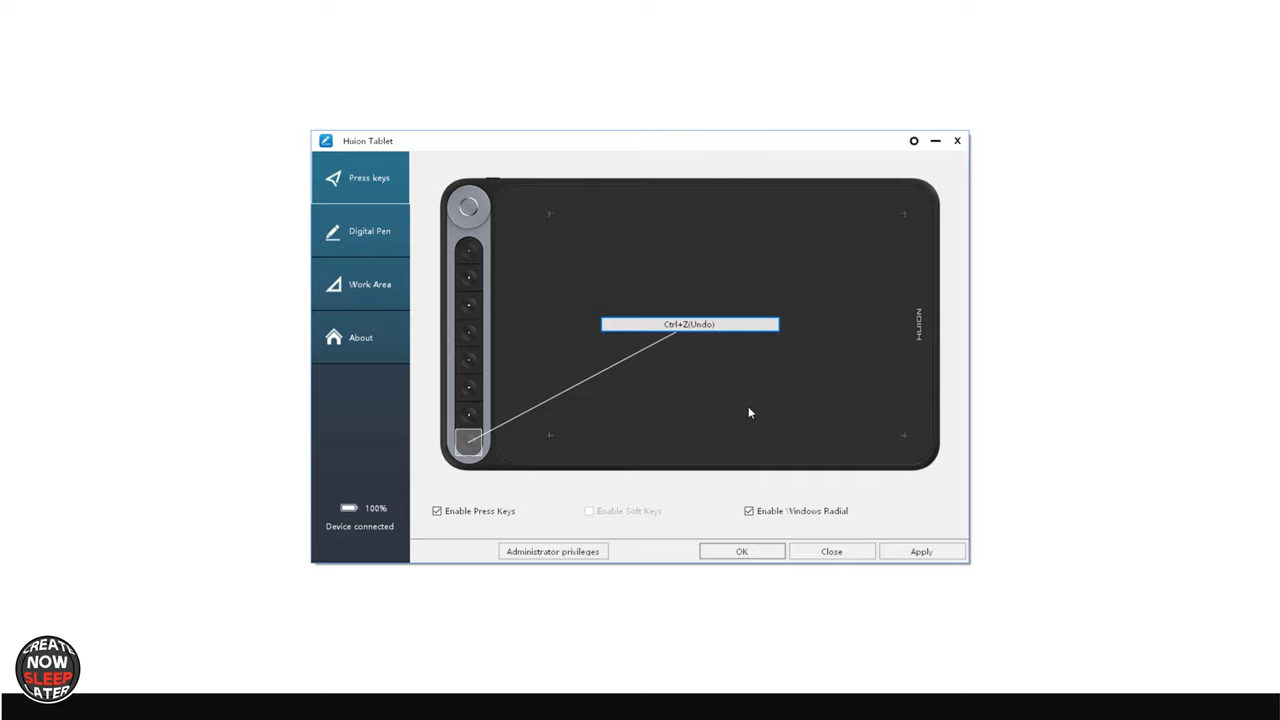 Huion Tablet
X
Press keys
Digital Pen
Work Area
About
Ctrl+Z(Undo)
HUION
100%
Device connected
Enable Press Keys
Enable Soft Keys
Enable Windows Radial
Administrator privileges
OK
Close
Apply
CREATE
NOW
SLEEP
LATER